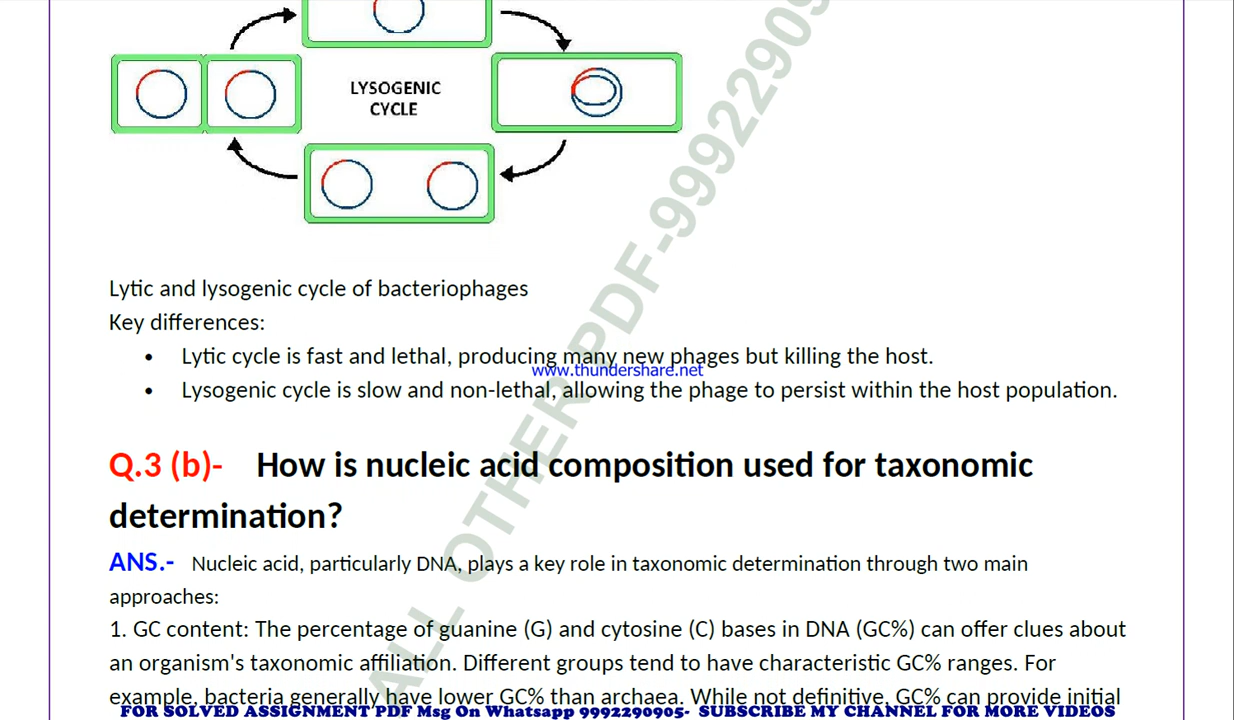 LYSOGENIC
CYCLE
Lytic and lysogenic cycle of bacteriophages
Key differences:
• Lytic cycle is fast and lethal, producing many new phages but killing the host.
www.thundershare.net
• Lysogenic cycle is slow and non-lethal, allowing the phage to persist within the host population.
Q.3 (b)- How is nucleic acid composition used for taxonomic
determination?
ANS.- Nucleic acid, particularly DNA, plays a key role in taxonomic determination through two main
approaches:
1. GC content: The percentage of guanine (G) and cytosine (C) bases in DNA (GC%) can offer clues about
an organism's taxonomic affiliation. Different groups tend to have characteristic GC% ranges. For
example, bacteria generally have lower GC% than archaea. While not definitive, GC% can provide initial
FOR SOLVED ASSIGNMENT PDF Msg On Whatsapp 9992290905- SUBSCRIBE MY CHANNEL FOR MORE VIDEOS
ALL OTHER PDF-99922909